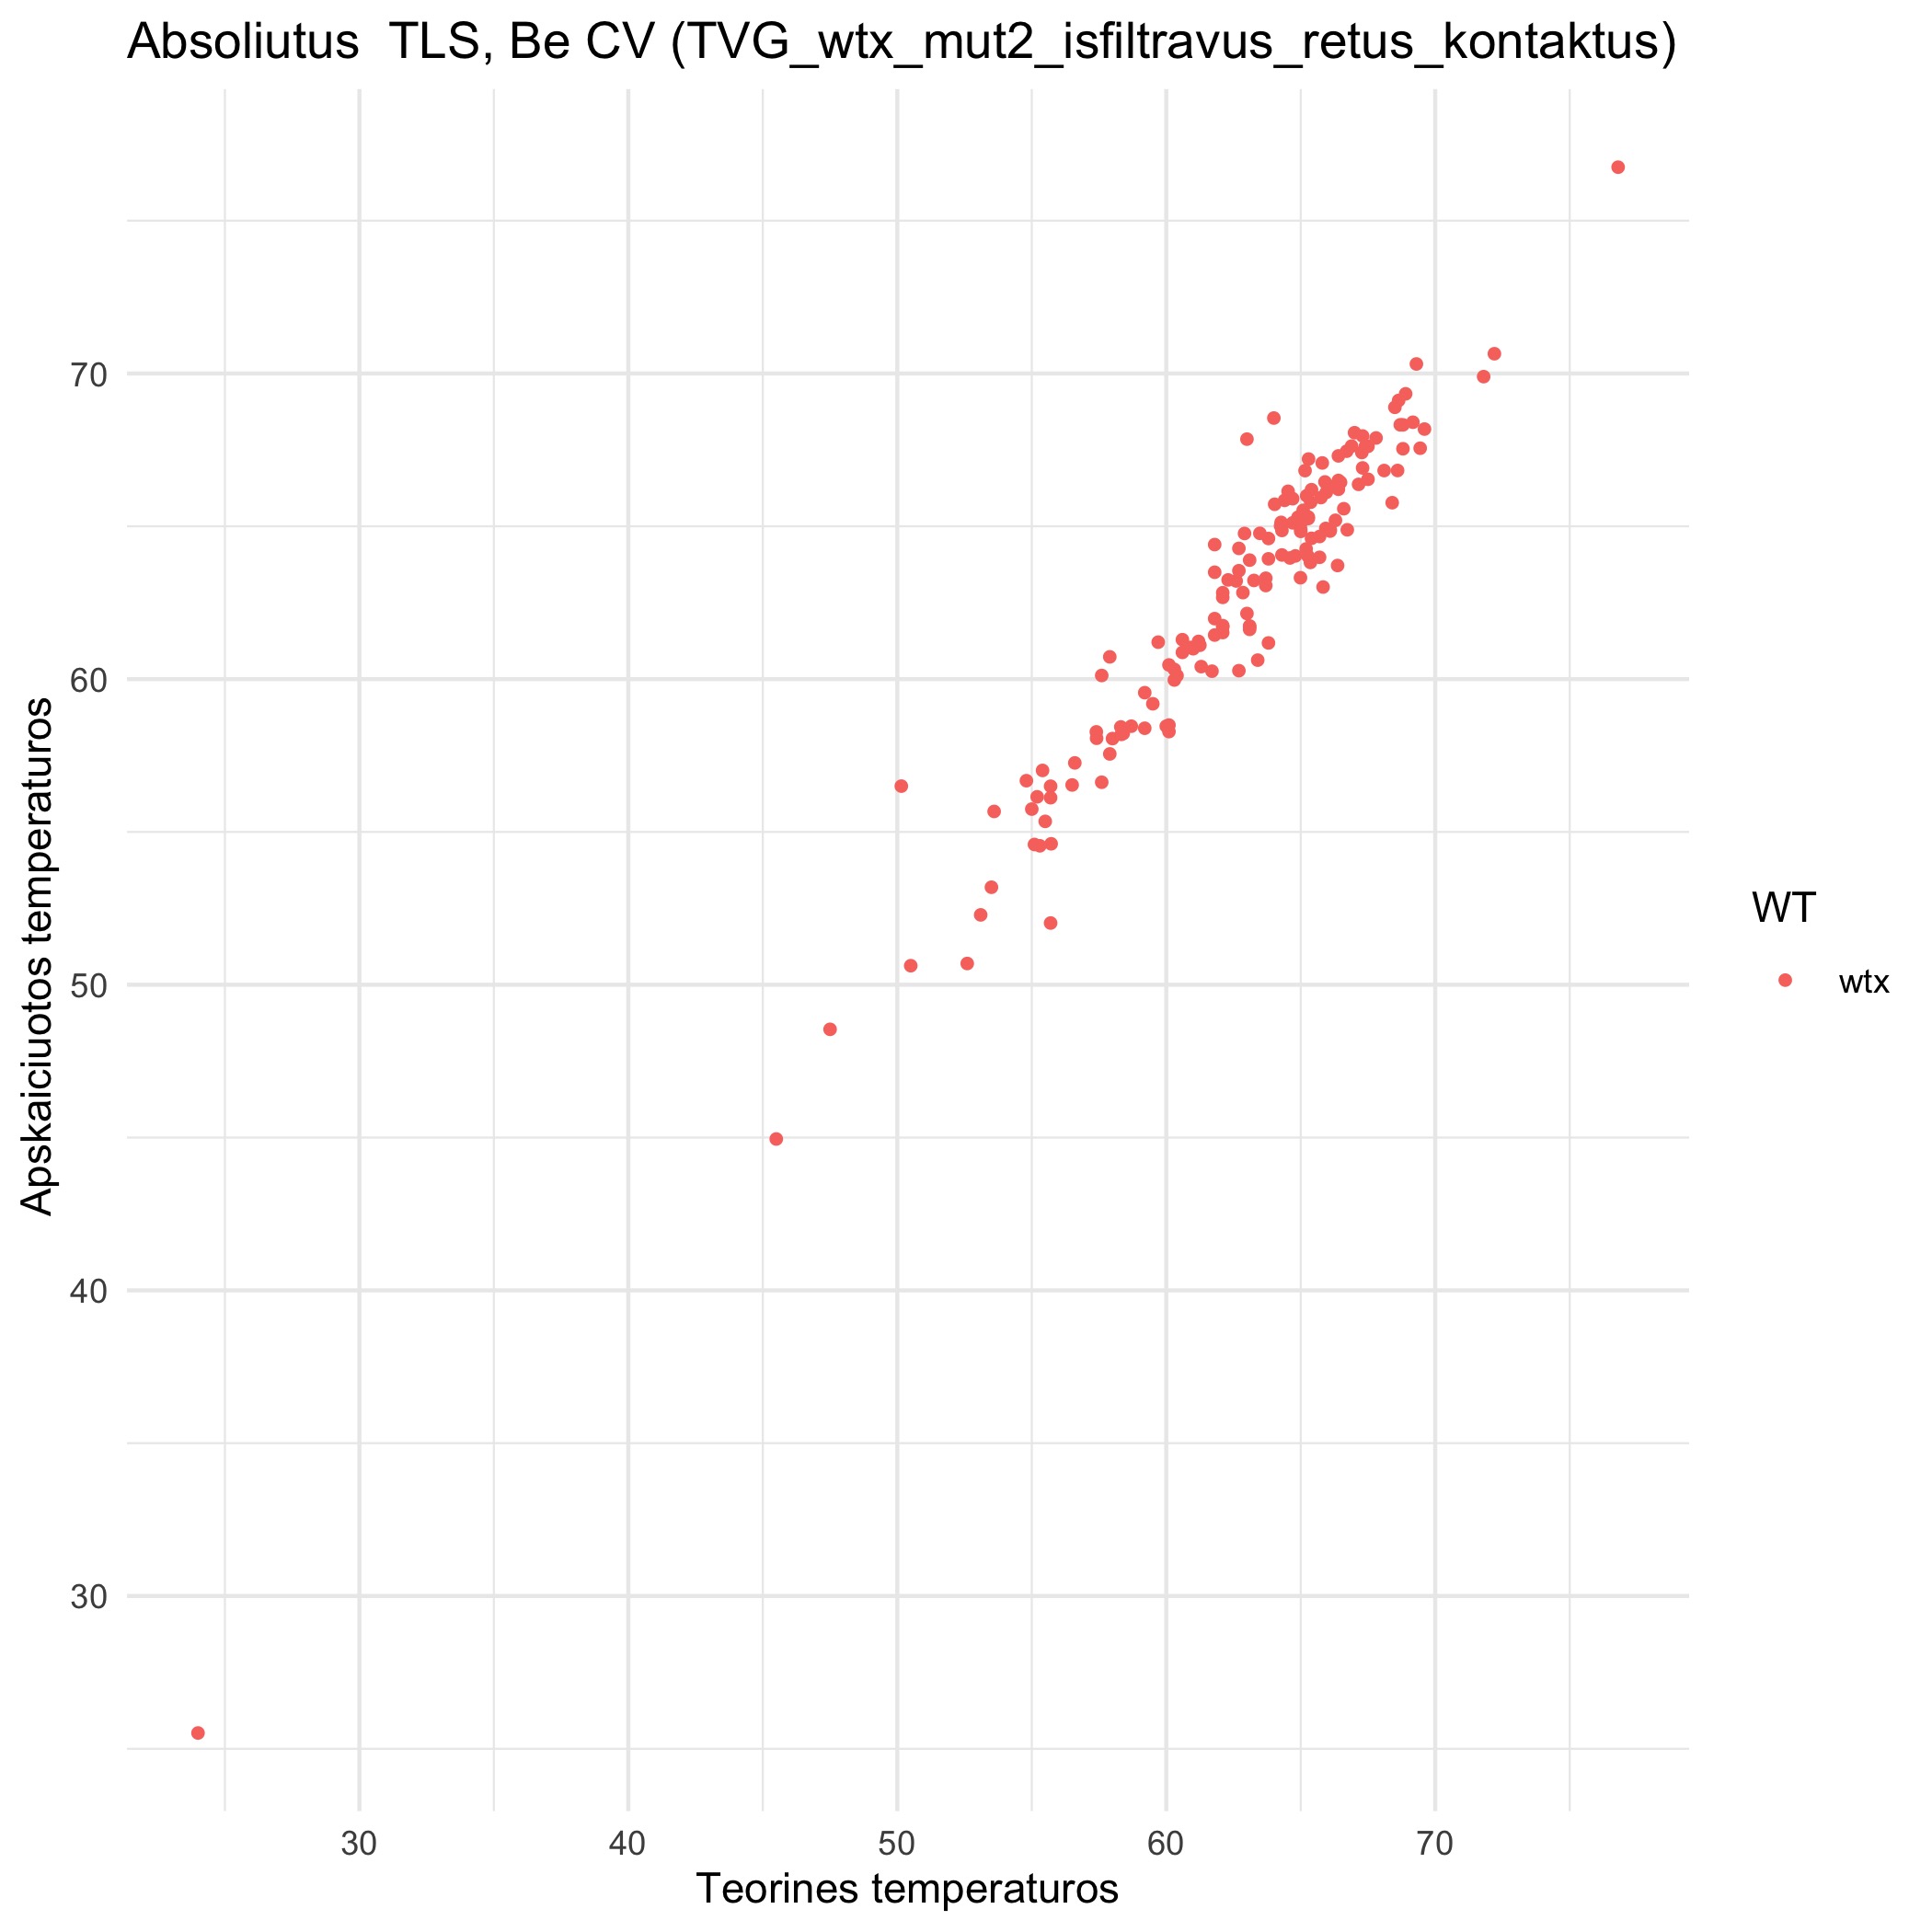 Absoliutus  TLS, Be CV (TVG_wtx_mut2_isfiltravus_retus_kontaktus)
Apskaiciuotos temperaturos
70
60
50
40
30
30 40 50 60 70
Teorines temperaturos
WT
wtx